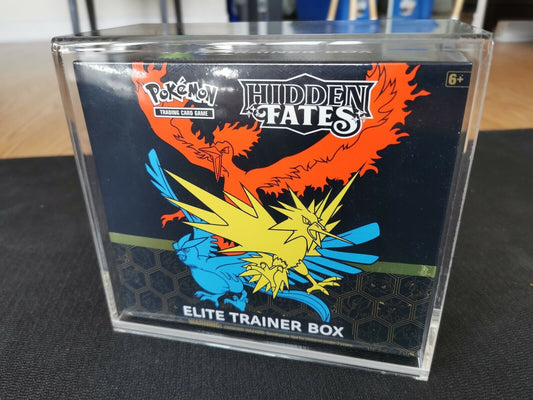 Pokémon
TRADING CARD GAME
HIDDEN
FATES
6+
ELITE TRAINER BOX